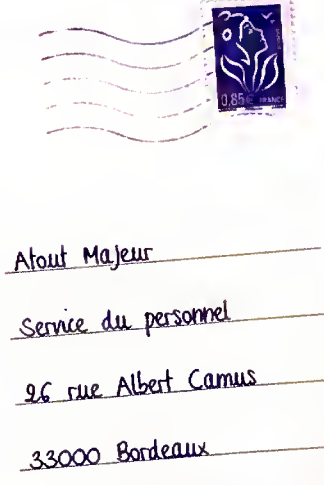 0,85€ FRANCE
Atout Majeur
Service du personnel
26 rue Albert Camus
33000 Bordeaux